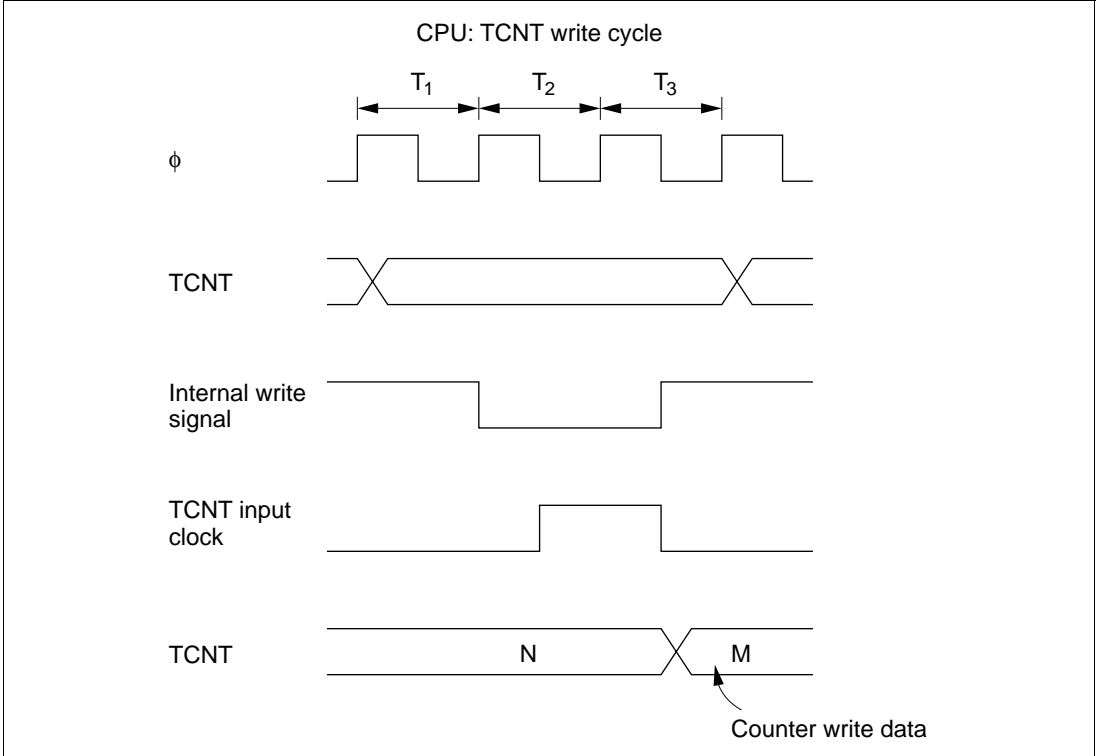 CPU: TCNT write cycle
T1 T2 T3
ϕ
TCNT
Internal write
signal
TCNT input
clock
TCNT
N M
Counter write data